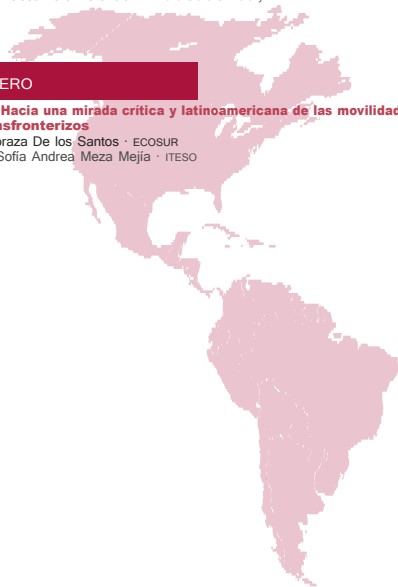 ERO
Hacia una mirada crítica y latinoamericana de las movilidad
nsfronterizos
oraza De los Santos · ECOSUR
Sofía Andrea Meza Mejía · ITESO